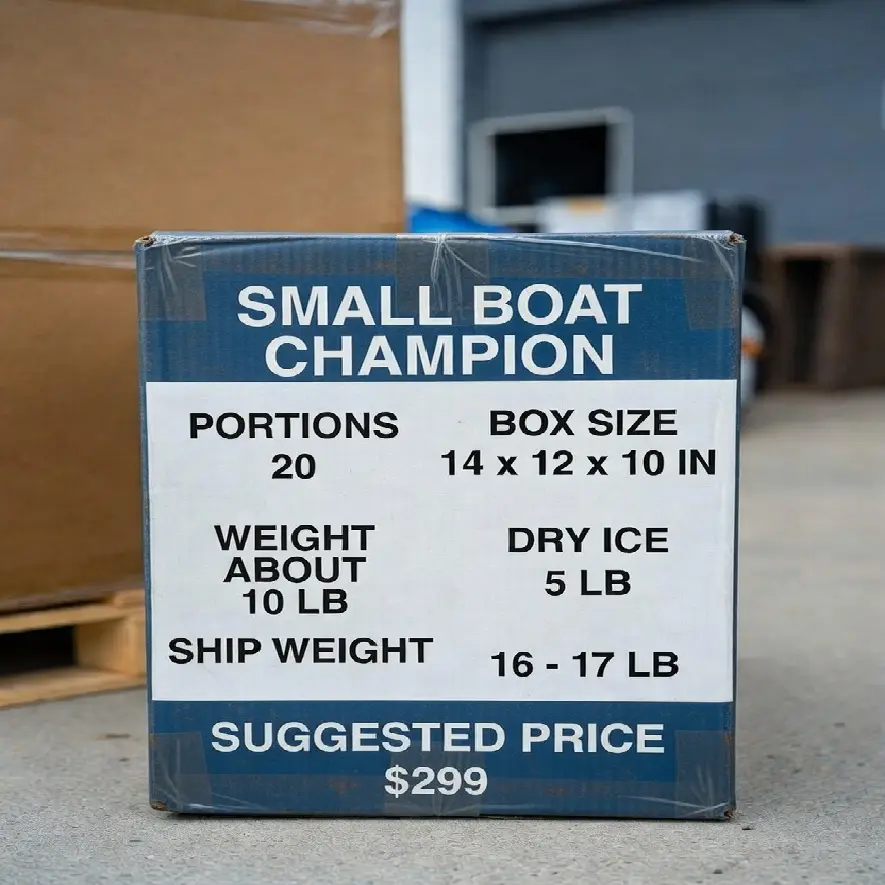 SMALL BOAT
CHAMPION
PORTIONS
20
BOX SIZE
14 x 12 x 10 IN
WEIGHT
ABOUT
10 LB
DRY ICE
5 LB
SHIP WEIGHT
16 - 17 LB
SUGGESTED PRICE
$299